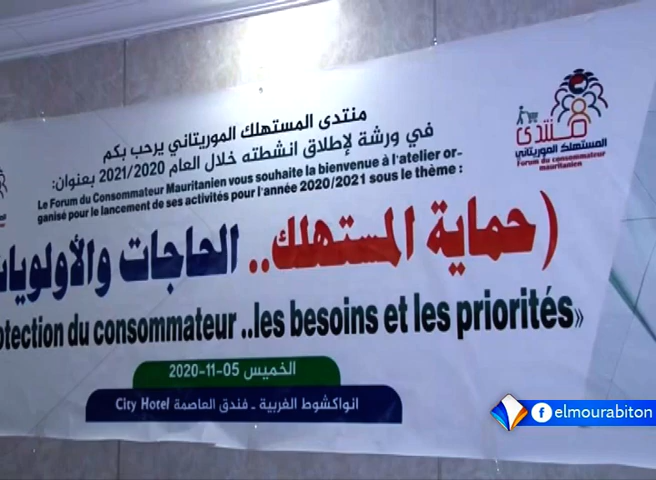 منتدى المستهلك الموريتاني يرحب بكم
في ورشة لإطلاق انشطته خلال العام 2021/2020 بعنوان:
Le Forum du Consommateur Mauritanien vous souhaite la bienvenue à l'atelier or-
ganisé pour le lancement de ses activités pour l'année 2020/2021 sous le thème :
(حماية المستهلك.. الحاجات والأولويات
otection du consommateur ..les besoins et les priorités»
الخميس 05-11-2020
انواكشوط الغربية - فندق العاصمة City Hotel
منتدى
المستهلك الموريتاني
Forum du consommateur
mauritanien
elmourabiton